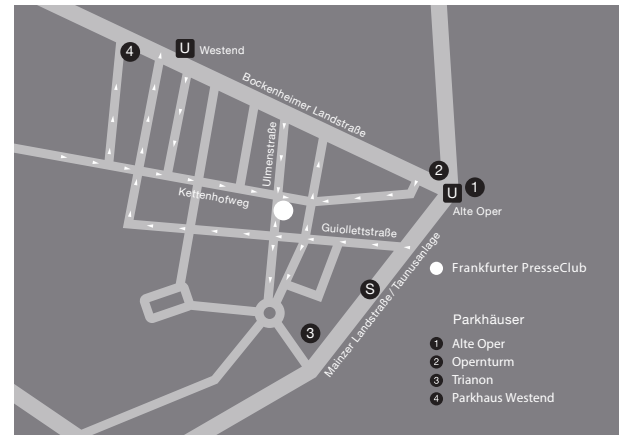 4
U Westend
Bockenheimer Landstraße
Ulmenstraße
2
U
1
Alte Oper
Kettenhofweg
Guiollettstraße
Mainzer Landstraße/Taunusanlage
Frankfurter PresseClub
S
3
Parkhäuser
1 Alte Oper
2 Opernturm
3 Trianon
4 Parkhaus Westend